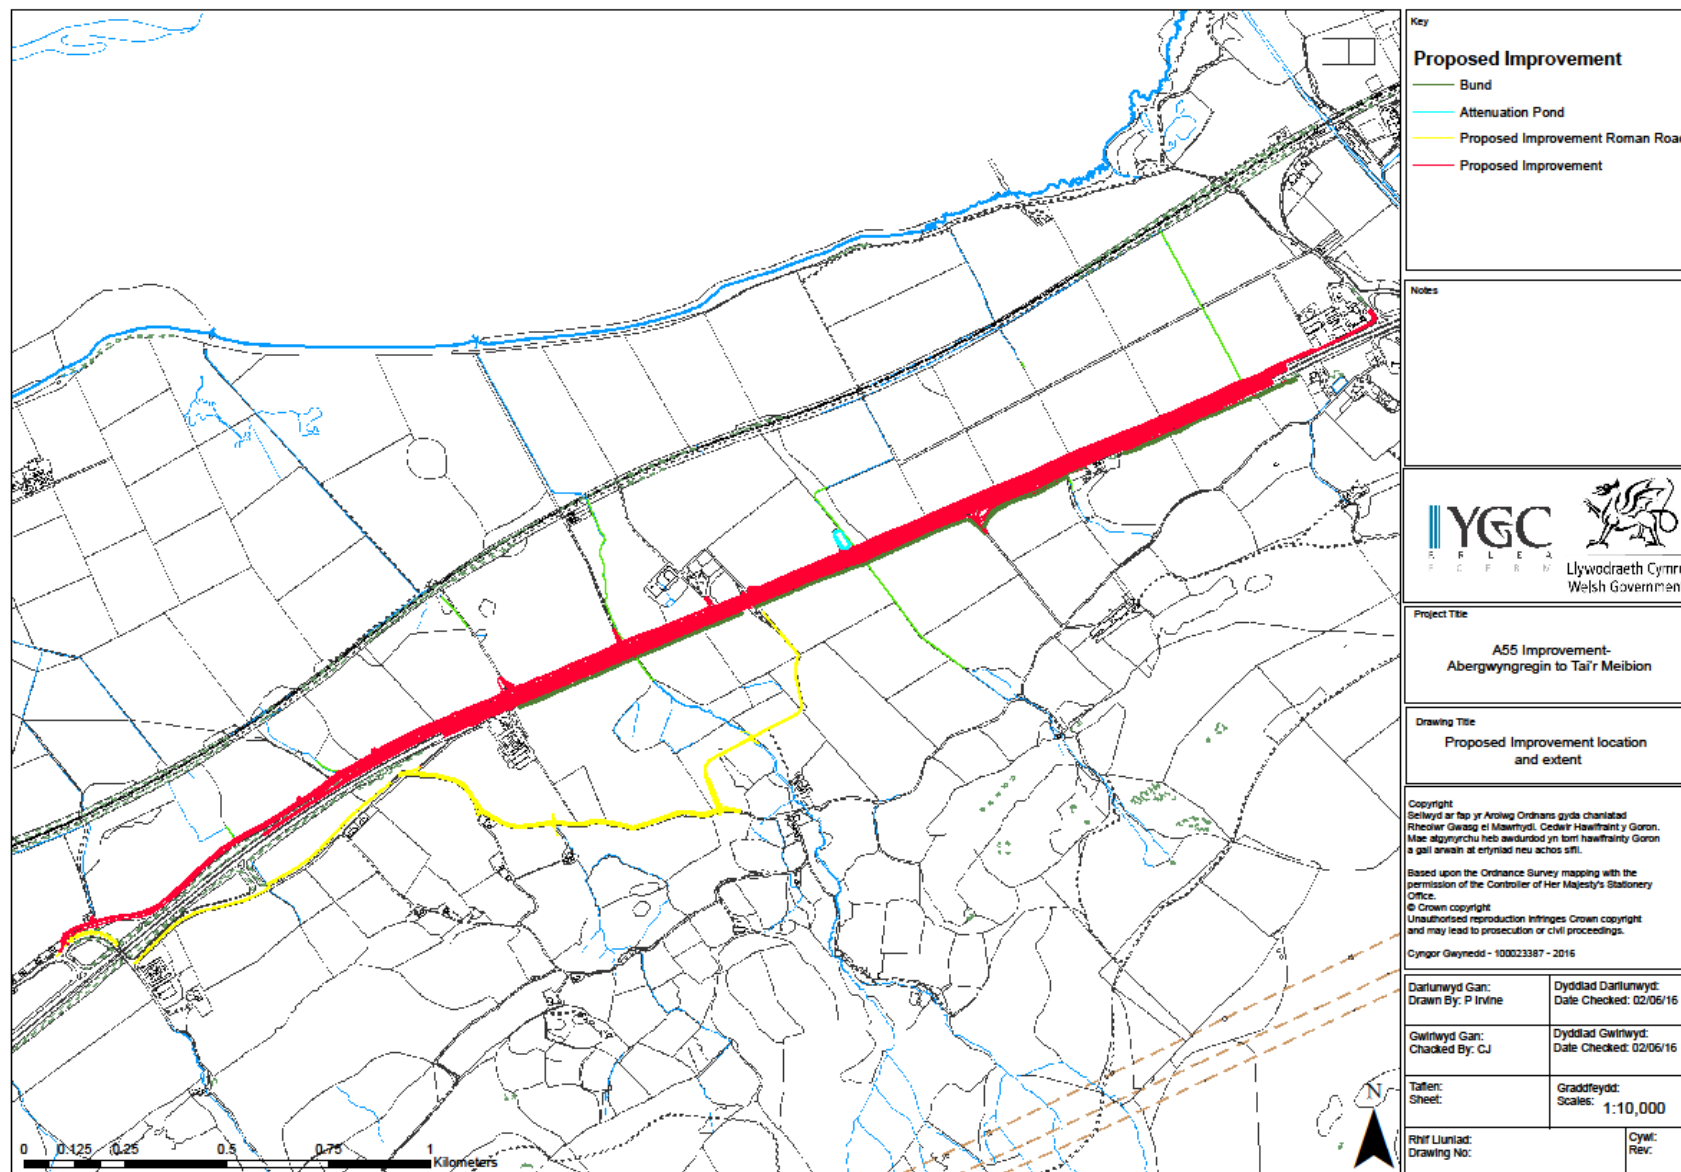 Key
Proposed Improvement
Bund
Attenuation Pond
Proposed Improvement Roman Roa
Proposed Improvement
Notes
YGC
Llywodraeth Cymru
Welsh Government
Project Title
A55 Improvement-
Abergwyngregin to Tai'r Meibion
Drawing Title
Proposed Improvement location
and extent
Copyright
Seilwyd ar fap yr Arolwg Ordnans gyda chaniatad
Rheolwr Gwasg ei Mawrhydi. Cedwir Hawlfraint y Goron.
Mae atgynyrchu heb awdurdod yn torri hawlfrainty Goron
a gall arwain at erlyniad neu achos sifil.
Based upon the Ordnance Survey mapping with the
permission of the Controller of Her Majesty's Stationery
Office.
© Crown copyright
Unauthorised reproduction infringes Crown copyright
and may lead to prosecution or civil proceedings.
Cyngor Gwynedd - 100023387 - 2016
Darlunwyd Gan:
Drawn By: P Irvine
Dyddiad Darllunwyd:
Date Checked: 02/06/16
Gwiriwyd Gan:
Chacked By: CJ
Dyddiad Gwiriwyd:
Date Checked: 02/06/16
Taflen:
Sheet:
Graddfeydd:
Scales: 1:10,000
Rhif Lluniad:
Drawing No:
Cywi:
Rev:
N
0 0.125 0.25 0.5 0.75 1
Kilometers